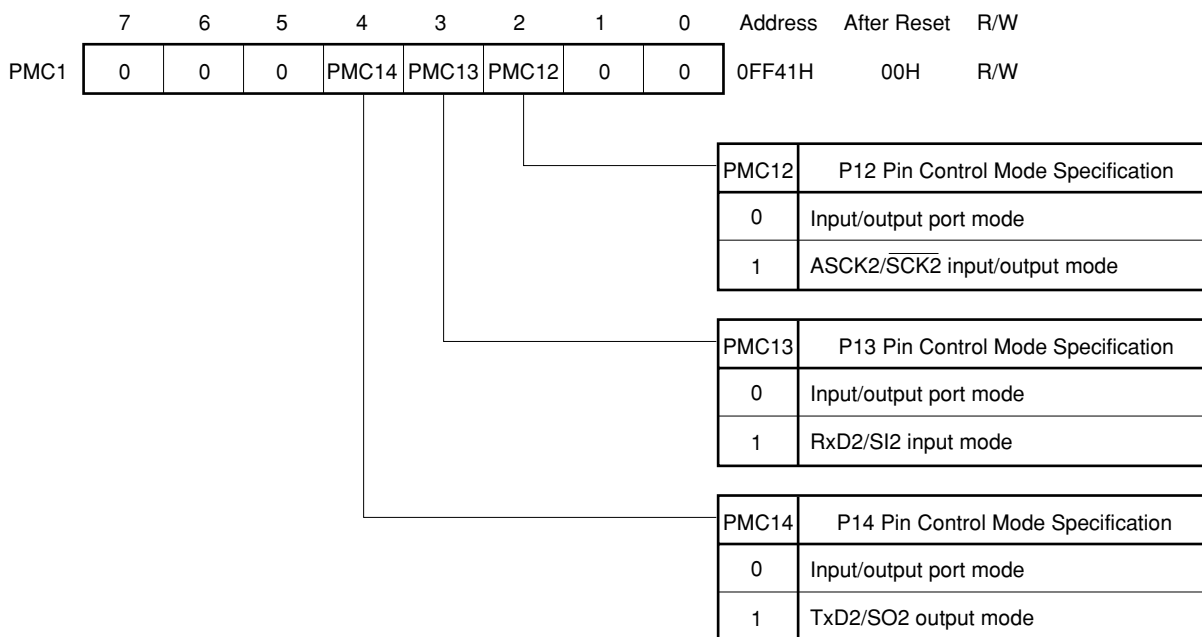 7 6 5 4 3 2 1 0 Address After Reset R/W
PMC1 0 0 0 PMC14 PMC13 PMC12 0 0 0FF41H 00H R/W
PMC12 P12 Pin Control Mode Specification
0 Input/output port mode
1 ASCK2/S̅C̅K̅2̅ input/output mode
PMC13 P13 Pin Control Mode Specification
0 Input/output port mode
1 RxD2/SI2 input mode
PMC14 P14 Pin Control Mode Specification
0 Input/output port mode
1 TxD2/SO2 output mode